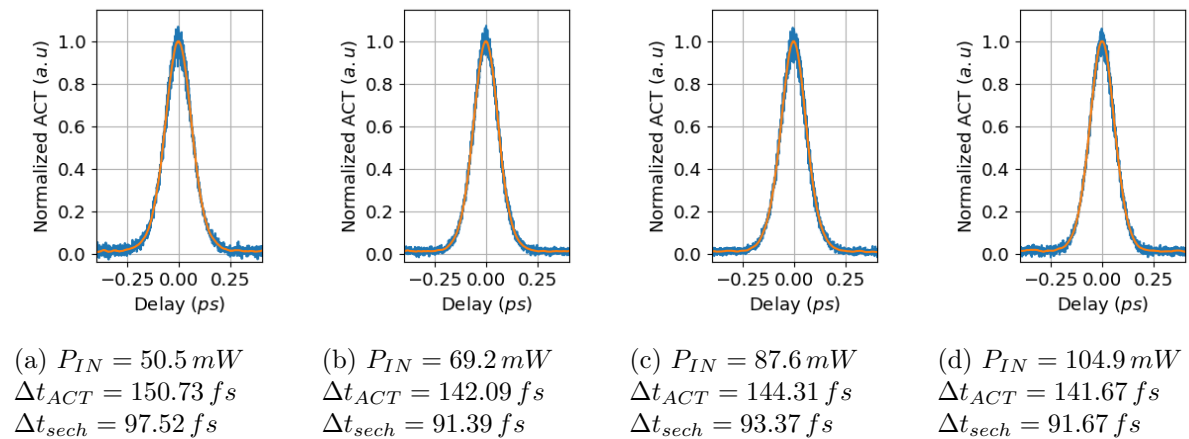 Normalized ACT (a.u)
1.0
0.8
0.6
0.4
0.2
0.0
−0.25 0.00 0.25
Delay (ps)
(a) P_IN = 50.5 mW
Δt_ACT = 150.73 fs
Δt_sech = 97.52 fs
Normalized ACT (a.u)
1.0
0.8
0.6
0.4
0.2
0.0
−0.25 0.00 0.25
Delay (ps)
(b) P_IN = 69.2 mW
Δt_ACT = 142.09 fs
Δt_sech = 91.39 fs
Normalized ACT (a.u)
1.0
0.8
0.6
0.4
0.2
0.0
−0.25 0.00 0.25
Delay (ps)
(c) P_IN = 87.6 mW
Δt_ACT = 144.31 fs
Δt_sech = 93.37 fs
Normalized ACT (a.u)
1.0
0.8
0.6
0.4
0.2
0.0
−0.25 0.00 0.25
Delay (ps)
(d) P_IN = 104.9 mW
Δt_ACT = 141.67 fs
Δt_sech = 91.67 fs